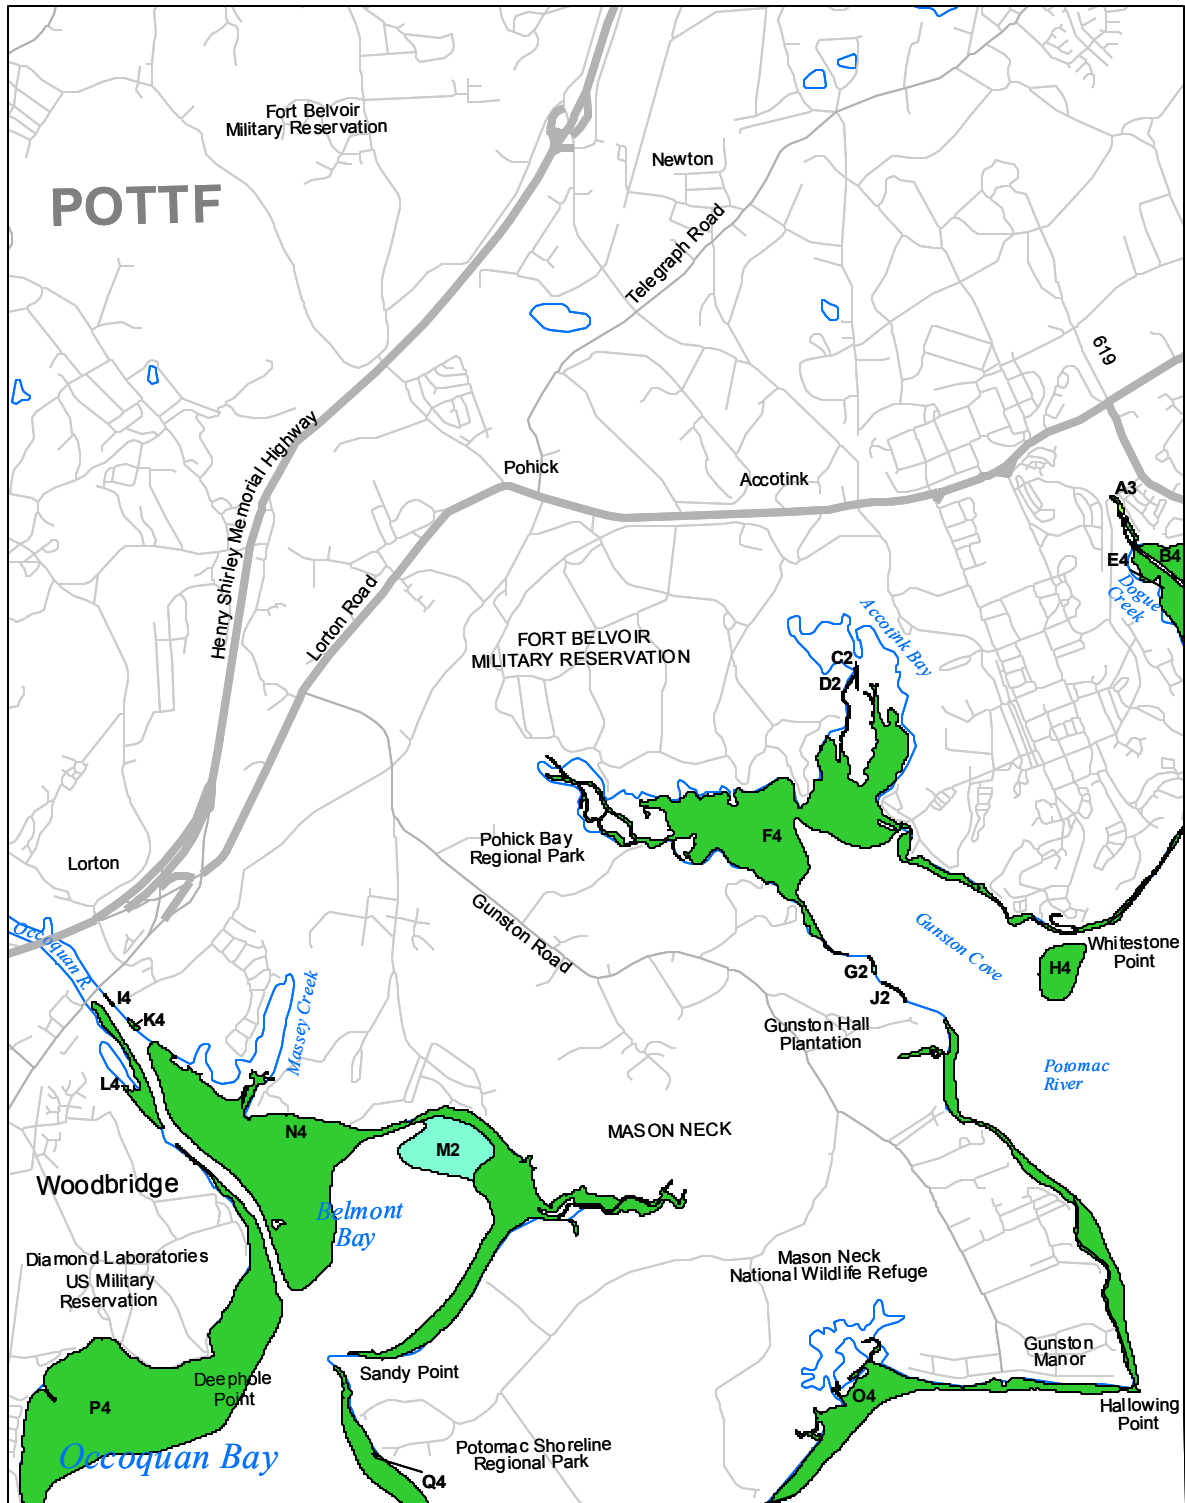 Fort Belvoir
Military Reservation
Newton
POTTF
Telegraph Road
619
Henry Shirley Memorial Highway
Pohick
Accotink
A3
B4
E4
Dogue
Creek
Lorton Road
Accotink Bay
FORT BELVOIR
MILITARY RESERVATION
C2
D2
Pohick Bay
Regional Park
F4
Lorton
Gunston Road
Occoquan R.
Gunston Cove
Whitestone
Point
H4
G2
J2
I4
K4
Massey Creek
Gunston Hall
Plantation
Potomac
River
L4
N4
M2
MASON NECK
Woodbridge
Belmont
Bay
Diamond Laboratories
US Military
Reservation
Mason Neck
National Wildlife Refuge
Gunston
Manor
Sandy Point
Deephole
Point
O4
Hallowing
Point
P4
Occoquan Bay
Potomac Shoreline
Regional Park
Q4